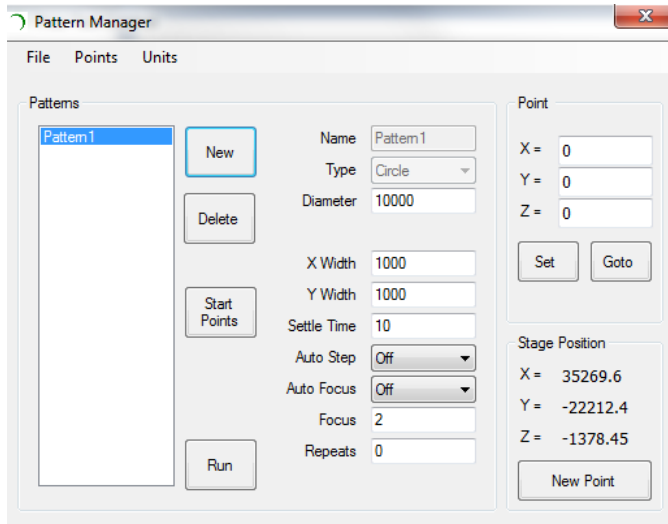 Pattern Manager
File Points Units
Patterns
Pattern1
New
Delete
Start
Points
Run
Name Pattern1
Type Circle
Diameter 10000
X Width 1000
Y Width 1000
Settle Time 10
Auto Step Off
Auto Focus Off
Focus 2
Repeats 0
Point
X = 0
Y = 0
Z = 0
Set Goto
Stage Position
X = 35269.6
Y = -22212.4
Z = -1378.45
New Point